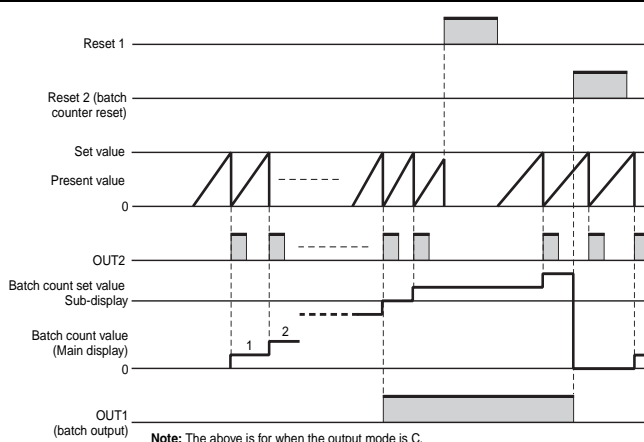 Reset 1
Reset 2 (batch
counter reset)
Set value
Present value
0
OUT2
Batch count set value
Sub-display
Batch count value
(Main display)
1
2
0
OUT1
(batch output)
Note: The above is for when the output mode is C.